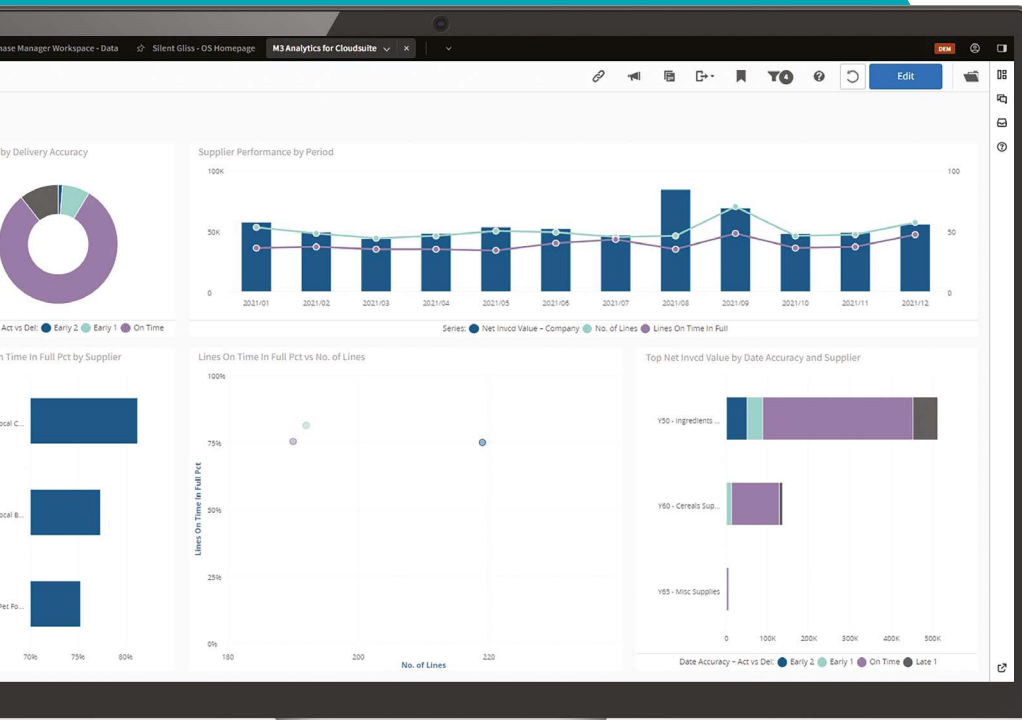 hase Manager Workspace - Data
Silent Gliss - OS Homepage
M3 Analytics for Cloudsuite
DEM
4
Edit
by Delivery Accuracy
Act vs Del: Early 2 Early 1 On Time
Supplier Performance by Period
100K
50K
0
100
50
0
2021/01 2021/02 2021/03 2021/04 2021/05 2021/06 2021/07 2021/08 2021/09 2021/10 2021/11 2021/12
Series: Net Invcd Value – Company No. of Lines Lines On Time In Full
n Time In Full Pct by Supplier
ocal C...
ocal B...
Pet Fo...
70% 75% 80%
Lines On Time In Full Pct vs No. of Lines
Lines On Time In Full Pct
100%
75%
50%
25%
0%
180 200 220
No. of Lines
Top Net Invcd Value by Date Accuracy and Supplier
Y50 - Ingredients ...
Y60 - Cereals Sup...
Y65 - Misc Supplies
0 100K 200K 300K 400K 500K
Date Accuracy – Act vs Del: Early 2 Early 1 On Time Late 1